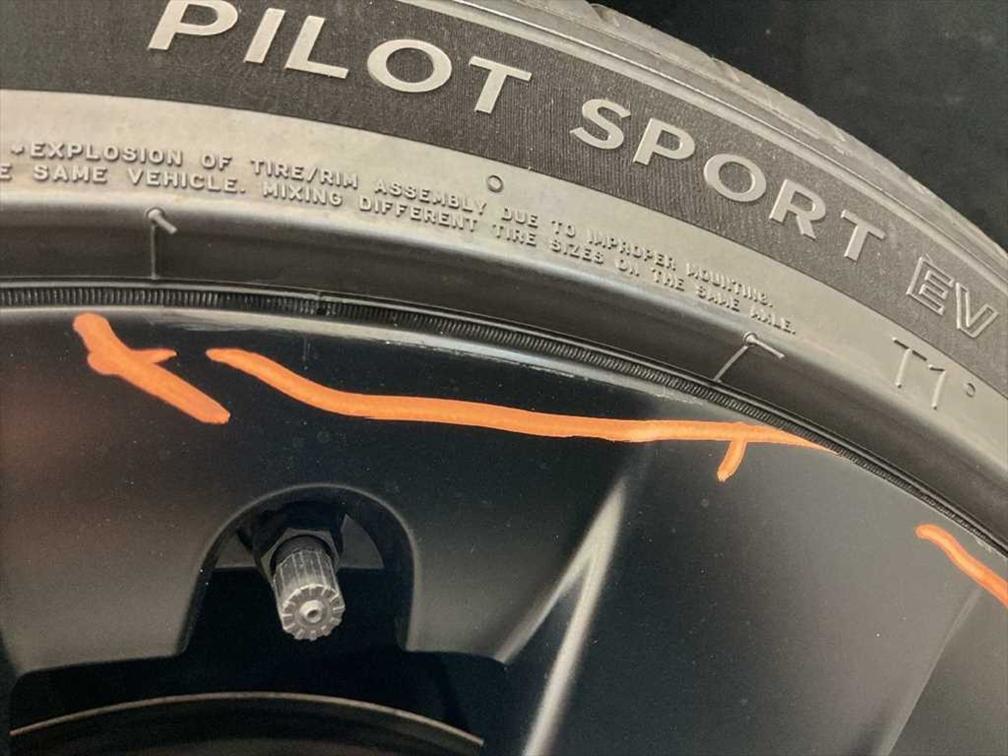 PILOT SPORT EV
*EXPLOSION OF TIRE/RIM ASSEMBLY DUE TO IMPROPER MOUNTING.
SAME VEHICLE. MIXING DIFFERENT TIRE SIZES ON THE SAME AXLE.
T1